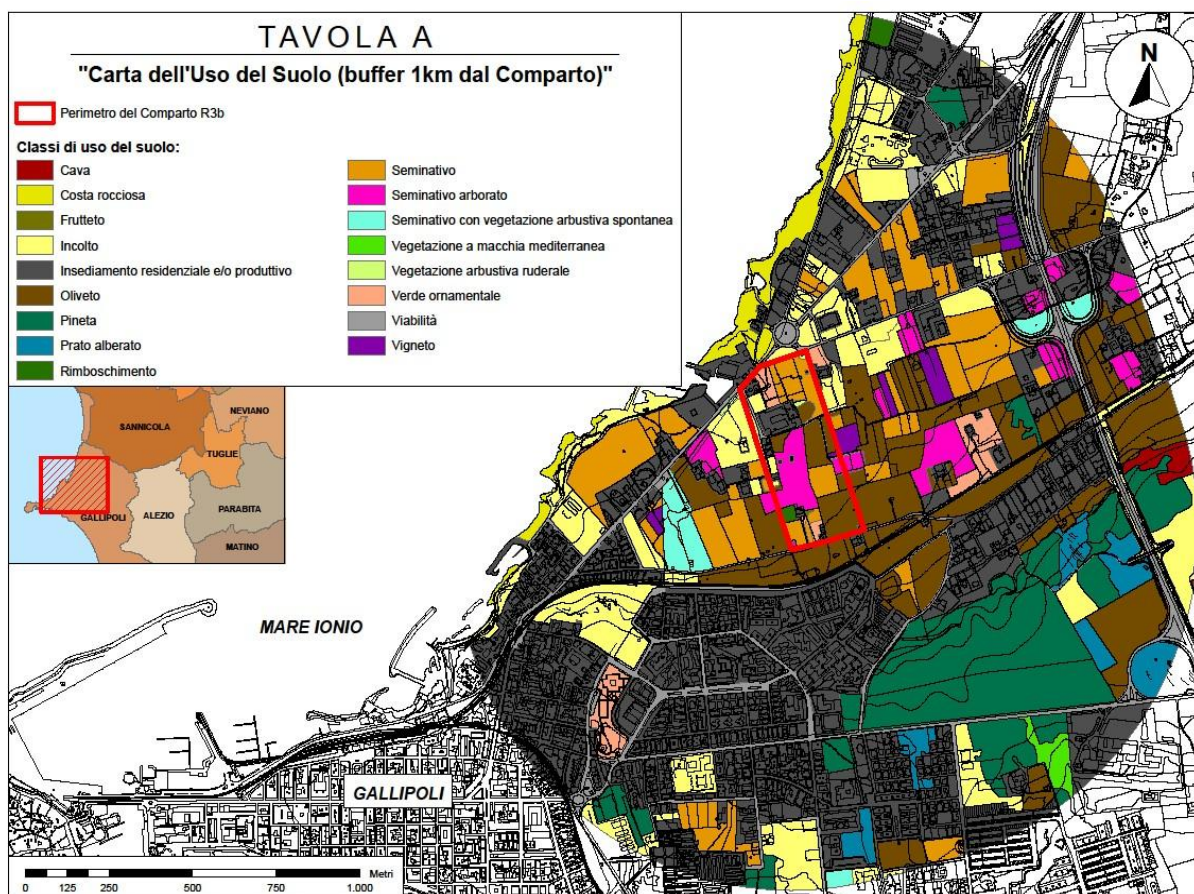 TAVOLA A
"Carta dell'Uso del Suolo (buffer 1km dal Comparto)"
Perimetro del Comparto R3b
Classi di uso del suolo:
Cava
Costa rocciosa
Frutteto
Incolto
Insediamento residenziale e/o produttivo
Oliveto
Pineta
Prato alberato
Rimboschimento
Seminativo
Seminativo arborato
Seminativo con vegetazione arbustiva spontanea
Vegetazione a macchia mediterranea
Vegetazione arbustiva ruderale
Verde ornamentale
Viabilità
Vigneto
N
NEVIANO
SANNICOLA
TUGLIE
GALLIPOLI
ALEZIO
PARABITA
MATINO
MARE IONIO
GALLIPOLI
Metri
0 125 250 500 750 1.000